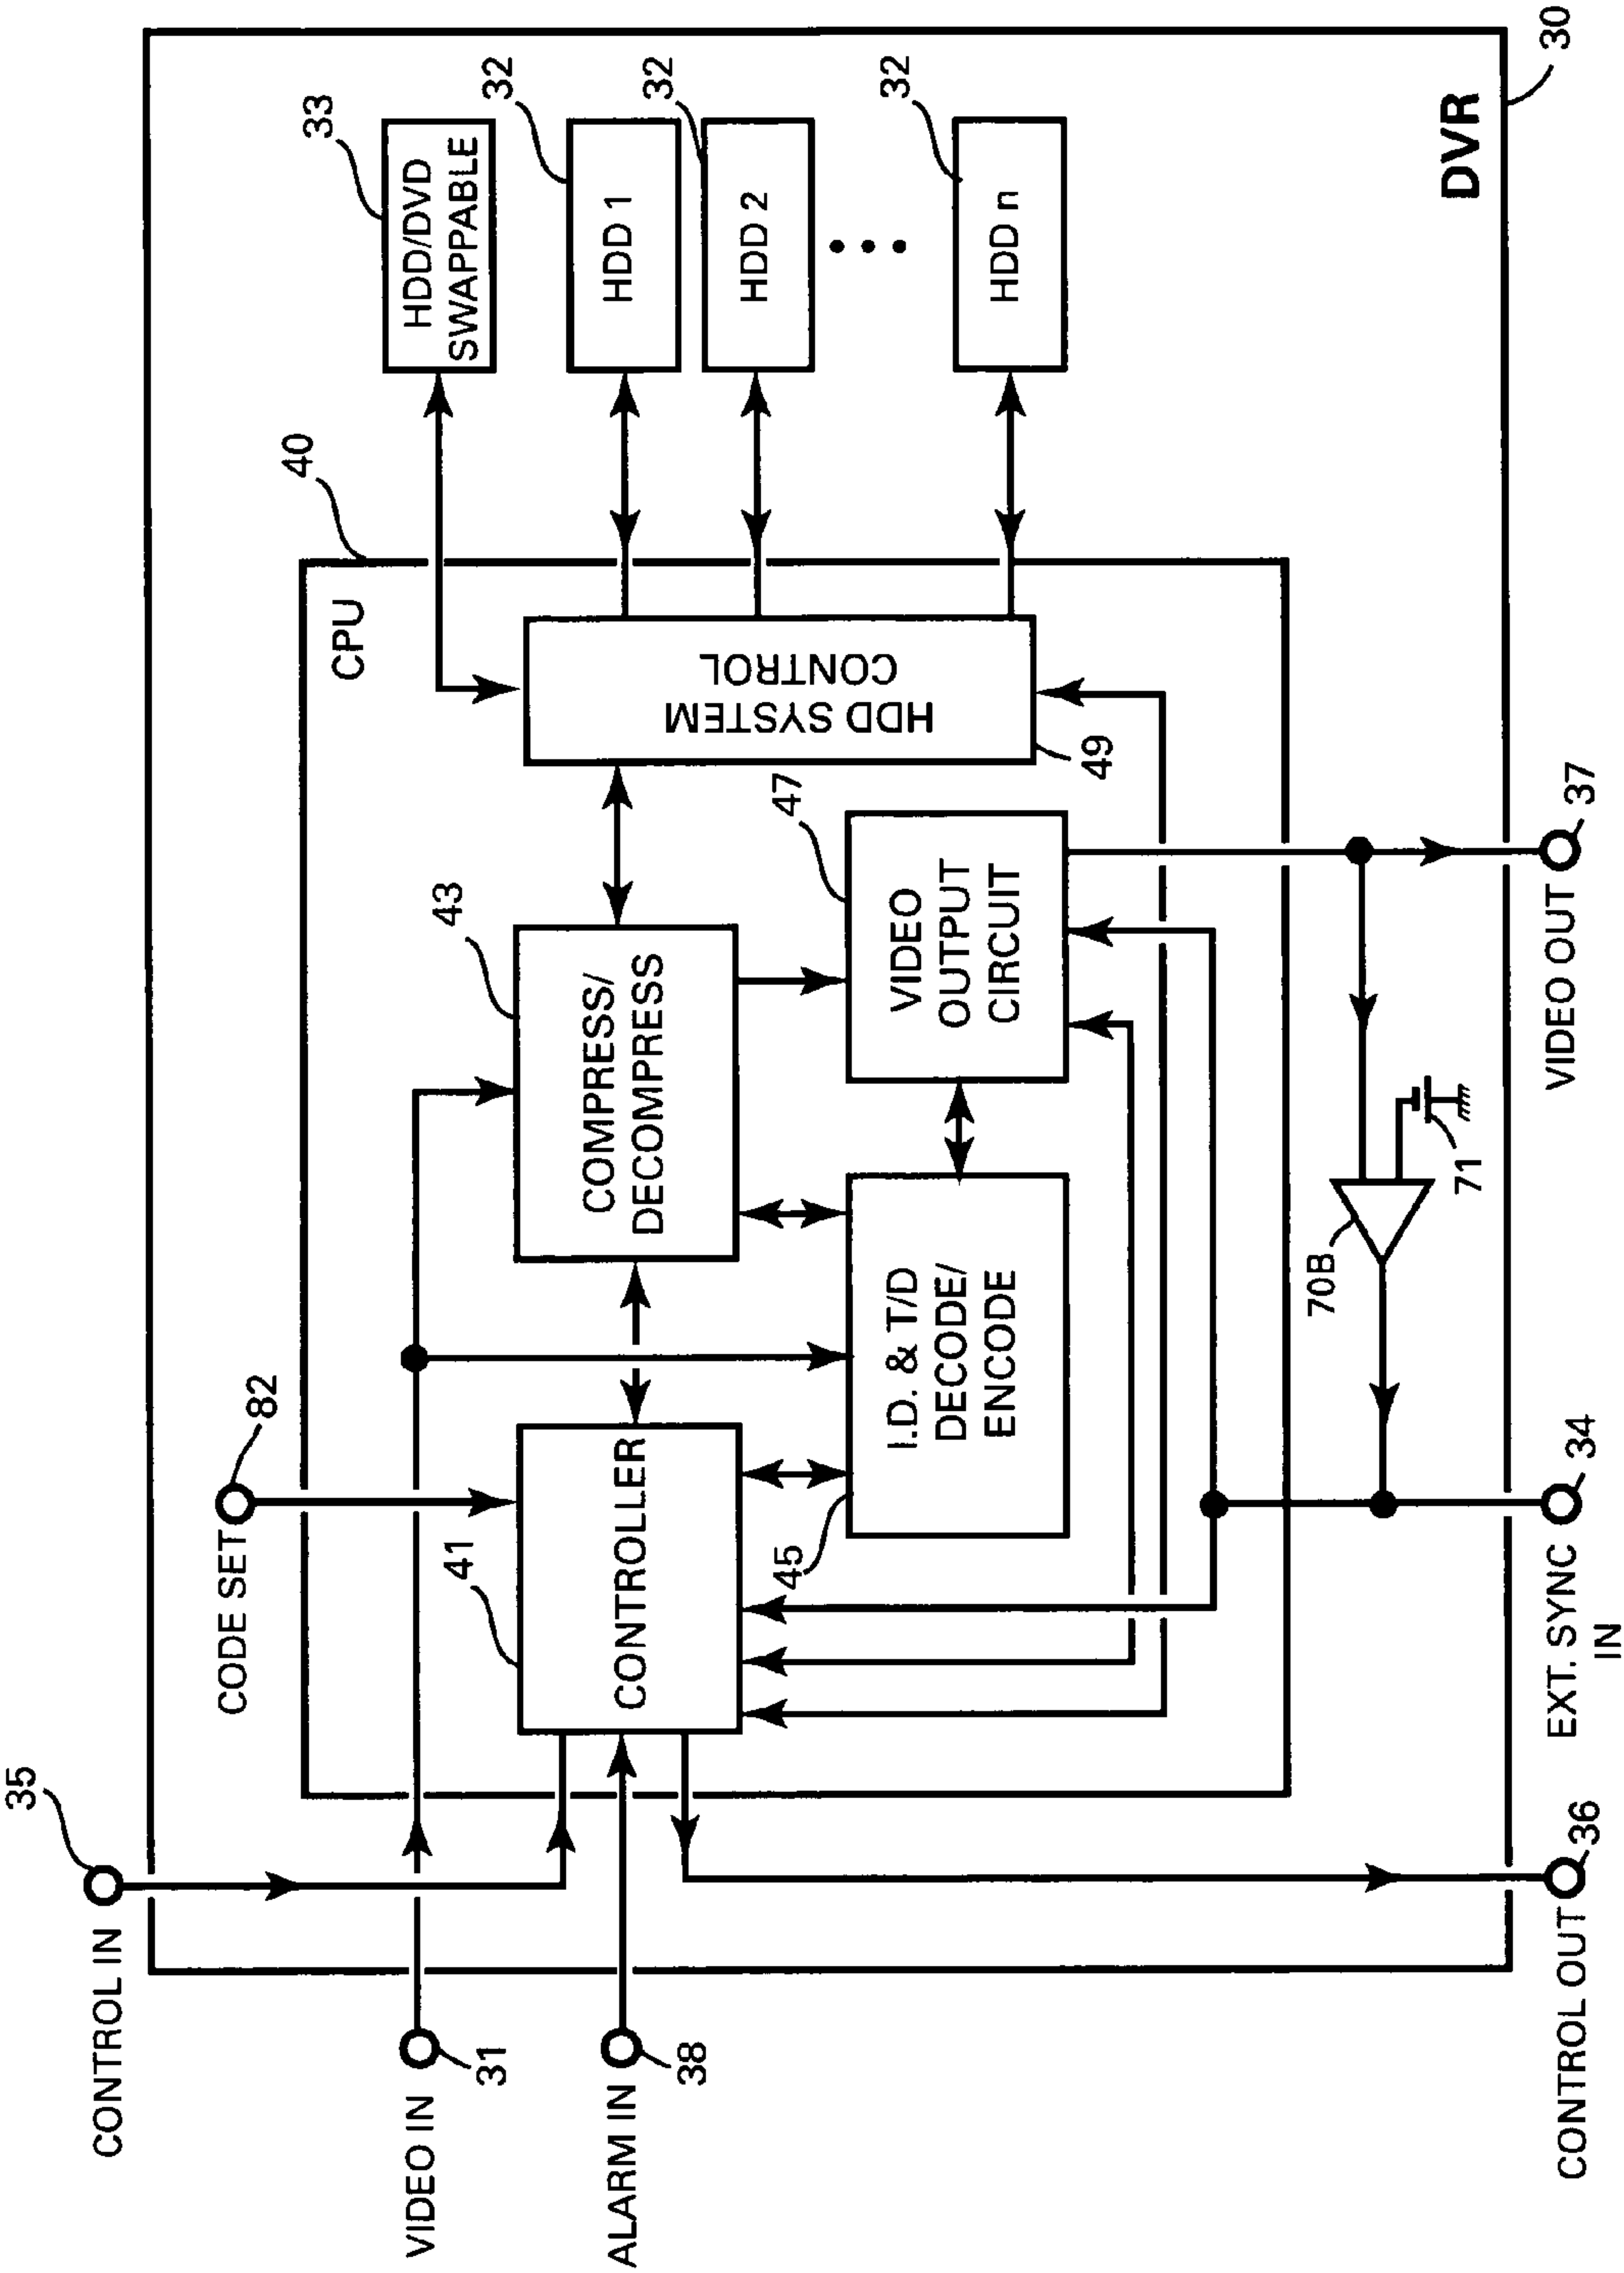 CONTROL IN
35
CODE SET
82
40
33
32
32
32
VIDEO IN
31
ALARM IN
38
CPU
HDD/DVD
SWAPPABLE
HDD 1
HDD 2
HDD n
41
CONTROLLER
43
COMPRESS/
DECOMPRESS
HDD SYSTEM
CONTROL
49
45
I.D. & T/D
DECODE/
ENCODE
47
VIDEO
OUTPUT
CIRCUIT
70B
71
DVR
30
CONTROL OUT
36
EXT. SYNC
IN
34
VIDEO OUT
37